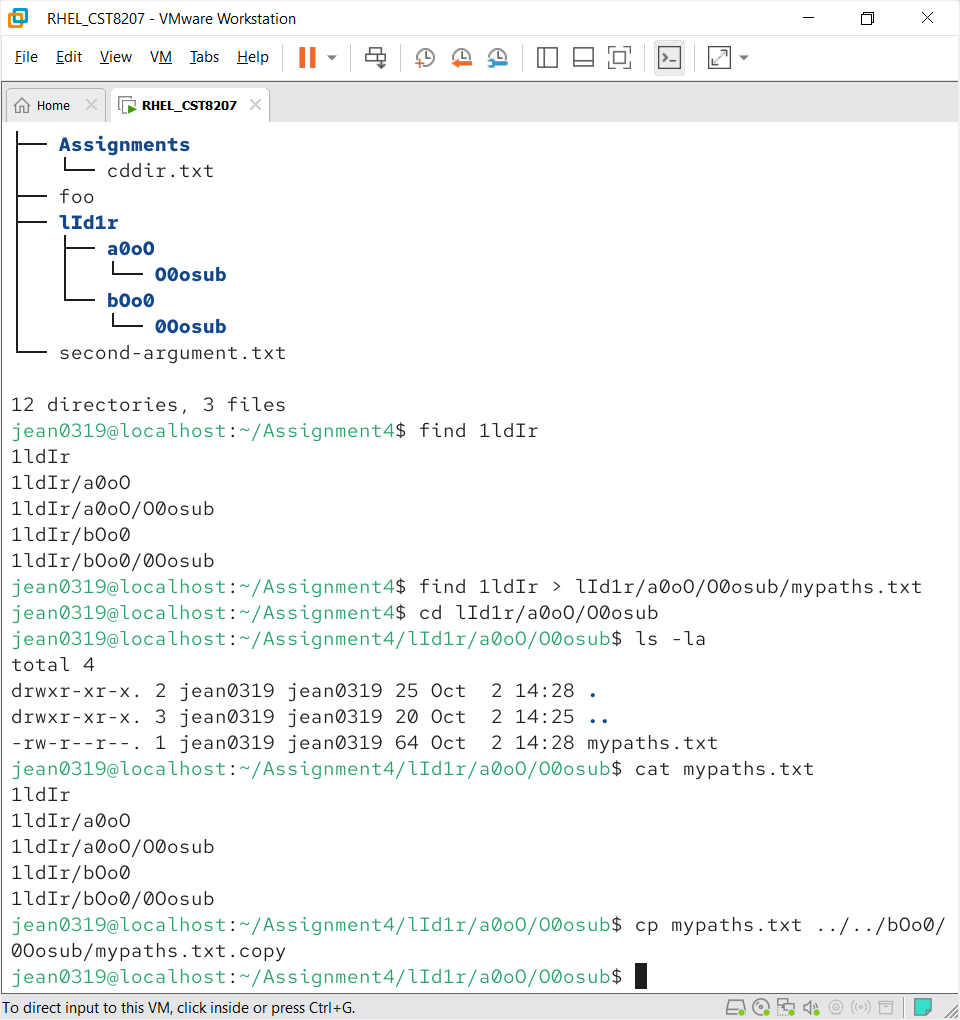 RHEL_CST8207 - VMware Workstation
File Edit View VM Tabs Help
Home RHEL_CST8207
├── Assignments
│   └── cddir.txt
├── foo
├── lId1r
│   ├── a0oO
│   │   └── O0osub
│   └── bOo0
│       └── 0Oosub
└── second-argument.txt
12 directories, 3 files
jean0319@localhost:~/Assignment4$ find 1ldIr
1ldIr
1ldIr/a0oO
1ldIr/a0oO/O0osub
1ldIr/bOo0
1ldIr/bOo0/0Oosub
jean0319@localhost:~/Assignment4$ find 1ldIr > lId1r/a0oO/O0osub/mypaths.txt
jean0319@localhost:~/Assignment4$ cd lId1r/a0oO/O0osub
jean0319@localhost:~/Assignment4/lId1r/a0oO/O0osub$ ls -la
total 4
drwxr-xr-x. 2 jean0319 jean0319 25 Oct  2 14:28 .
drwxr-xr-x. 3 jean0319 jean0319 20 Oct  2 14:25 ..
-rw-r--r--. 1 jean0319 jean0319 64 Oct  2 14:28 mypaths.txt
jean0319@localhost:~/Assignment4/lId1r/a0oO/O0osub$ cat mypaths.txt
1ldIr
1ldIr/a0oO
1ldIr/a0oO/O0osub
1ldIr/bOo0
1ldIr/bOo0/0Oosub
jean0319@localhost:~/Assignment4/lId1r/a0oO/O0osub$ cp mypaths.txt ../../bOo0/
0Oosub/mypaths.txt.copy
jean0319@localhost:~/Assignment4/lId1r/a0oO/O0osub$
To direct input to this VM, click inside or press Ctrl+G.